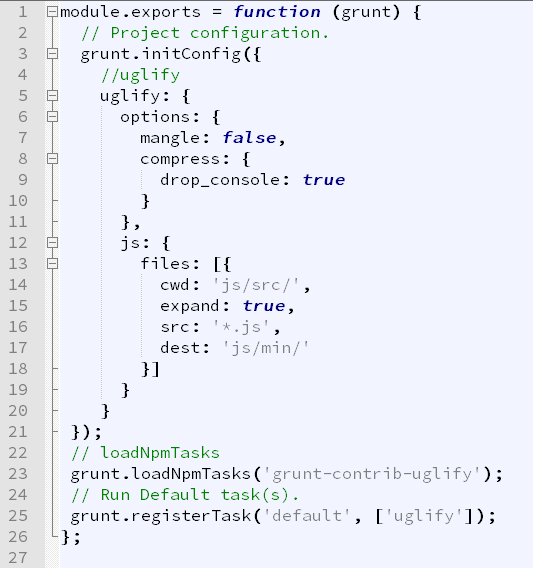 1 module.exports = function (grunt) {
2 // Project configuration.
3 grunt.initConfig({
4 //uglify
5 uglify: {
6 options: {
7 mangle: false,
8 compress: {
9 drop_console: true
10 }
11 },
12 js: {
13 files: [{
14 cwd: 'js/src/',
15 expand: true,
16 src: '*.js',
17 dest: 'js/min/'
18 }]
19 }
20 }
21 });
22 // loadNpmTasks
23 grunt.loadNpmTasks('grunt-contrib-uglify');
24 // Run Default task(s).
25 grunt.registerTask('default', ['uglify']);
26 };
27